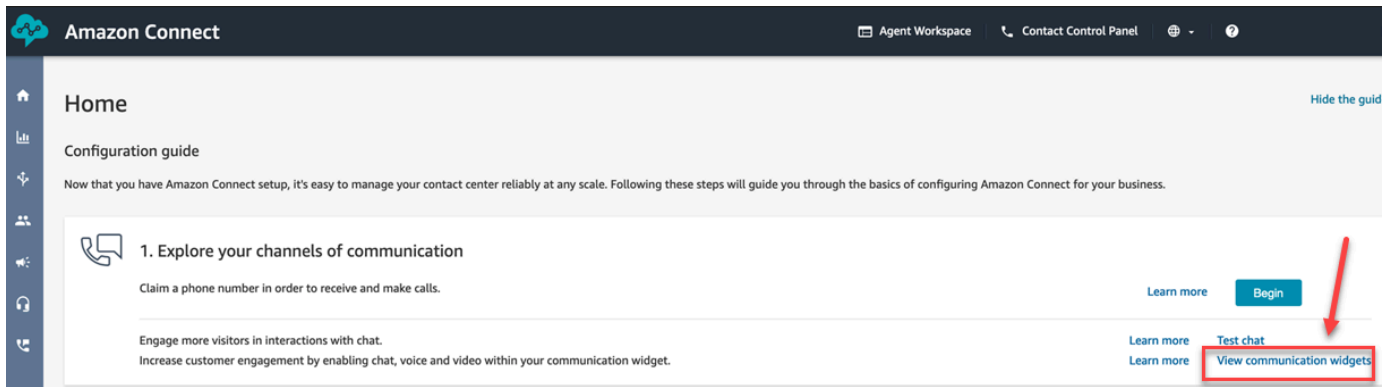 Amazon Connect
Agent Workspace
Contact Control Panel
Home
Hide the guid
Configuration guide
Now that you have Amazon Connect setup, it's easy to manage your contact center reliably at any scale. Following these steps will guide you through the basics of configuring Amazon Connect for your business.
1. Explore your channels of communication
Claim a phone number in order to receive and make calls.
Learn more
Begin
Engage more visitors in interactions with chat.
Learn more
Test chat
Increase customer engagement by enabling chat, voice and video within your communication widget.
Learn more
View communication widgets